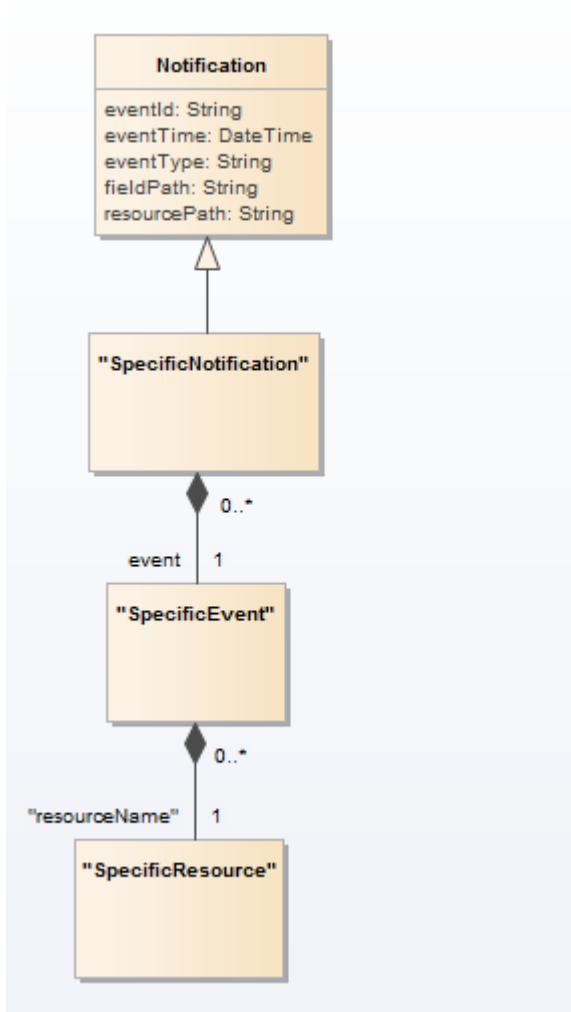 Notification
eventId: String
eventTime: DateTime
eventType: String
fieldPath: String
resourcePath: String
"SpecificNotification"
0..*
event 1
"SpecificEvent"
0..*
"resourceName" 1
"SpecificResource"